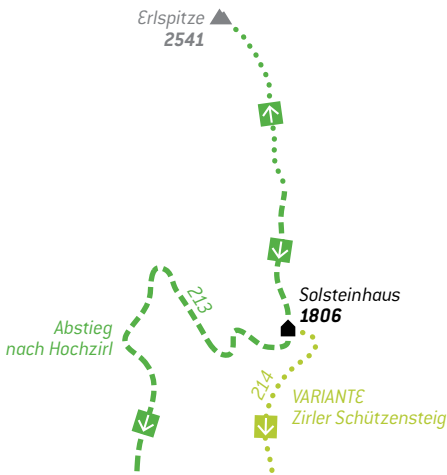 Erlspitze
2541
213
Solsteinhaus
1806
Abstieg
nach Hochzirl
214
VARIANTE
Zirler Schützensteig